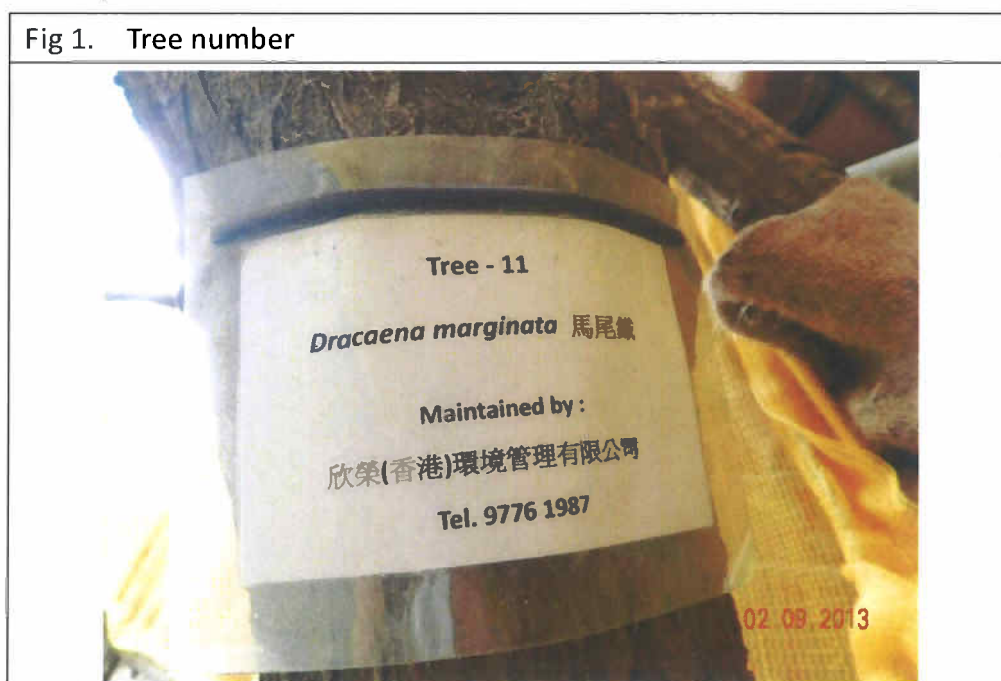 Fig 1. Tree number
Tree - 11
Dracaena marginata 馬尾鐵
Maintained by :
欣榮(香港)環境管理有限公司
Tel. 9776 1987
02 09 2013